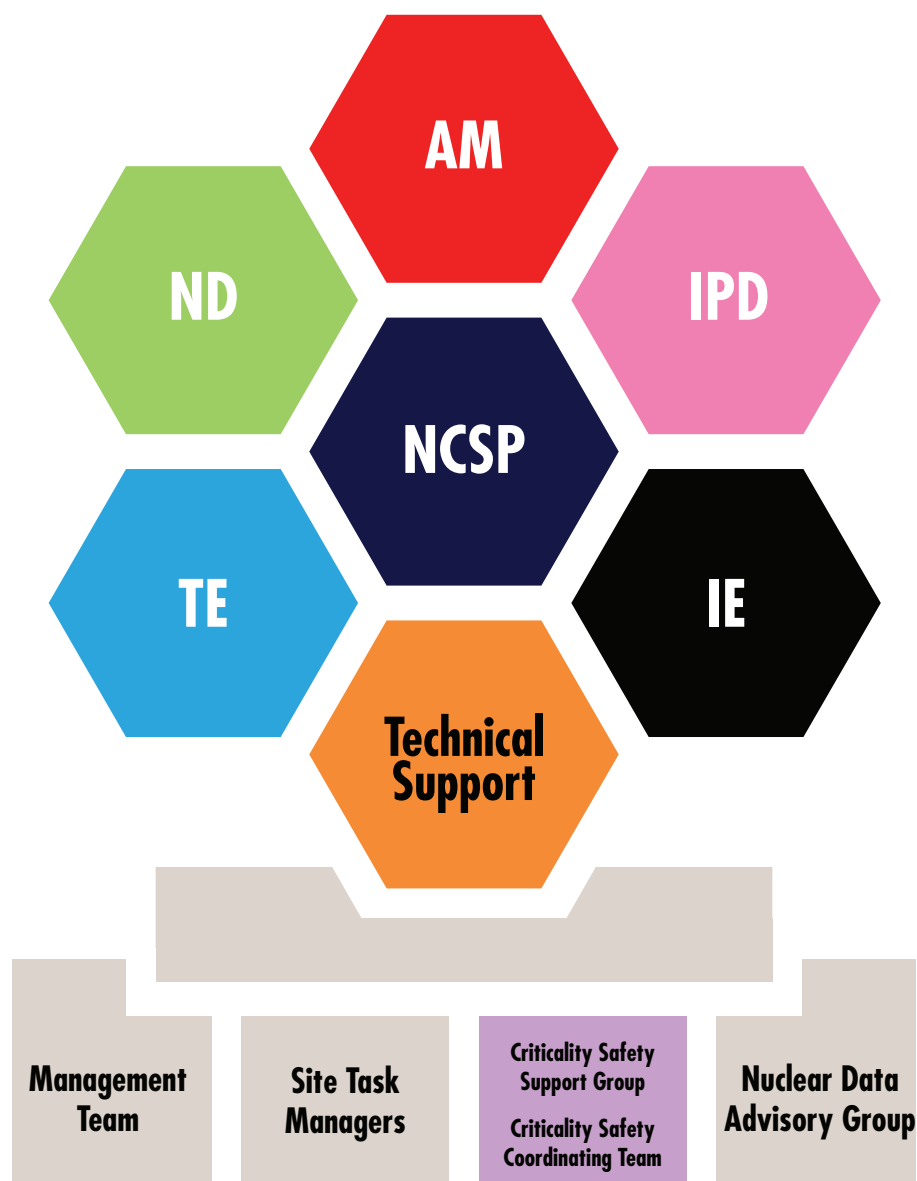 AM
ND
IPD
NCSP
TE
IE
Technical
Support
Management
Team
Site Task
Managers
Criticality Safety
Support Group
Criticality Safety
Coordinating Team
Nuclear Data
Advisory Group